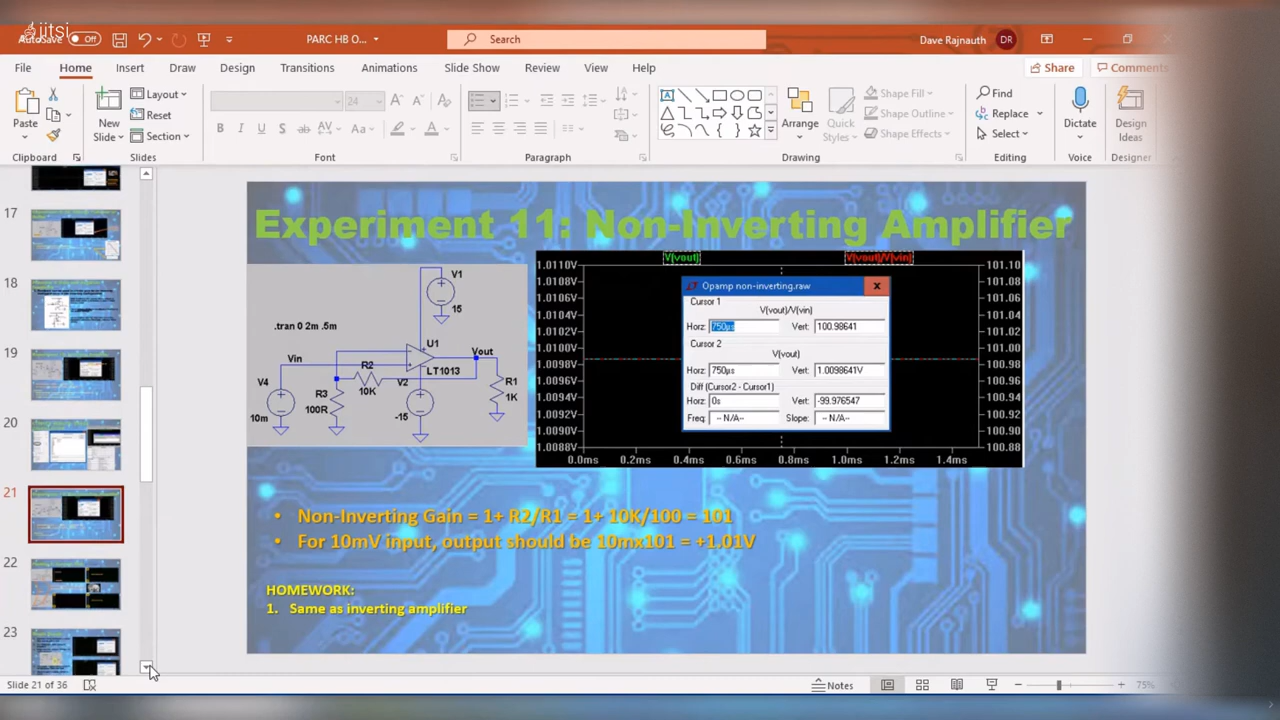 jitsi
AutoSave Off
PARC HB O...
Search
Dave Rajnauth DR
File Home Insert Draw Design Transitions Animations Slide Show Review View Help
Share Comments
Paste
New
Slide
Layout
Reset
Section
24
Arrange
Quick
Styles
Shape Fill
Shape Outline
Shape Effects
Find
Replace
Select
Dictate
Design
Ideas
Clipboard Slides Font Paragraph Drawing Editing Voice Designer
17
18
19
20
21
22
23
Experiment 11: Non-Inverting Amplifier
.tran 0 2m .5m
V1
15
U1
Vin
Vout
R2
10K
LT1013
V4
10m
R3
100R
V2
-15
R1
1K
V(vout)
V(vout)/V(vin)
1.0110V
1.0108V
1.0106V
1.0104V
1.0102V
1.0100V
1.0098V
1.0096V
1.0094V
1.0092V
1.0090V
1.0088V
101.10
101.08
101.06
101.04
101.02
101.00
100.98
100.96
100.94
100.92
100.90
100.88
0.0ms 0.2ms 0.4ms 0.6ms 0.8ms 1.0ms 1.2ms 1.4ms
Opamp non-inverting.raw
Cursor 1
V(vout)/V(vin)
Horz: 750µs Vert: 100.98641
Cursor 2
V(vout)
Horz: 750µs Vert: 1.0098641V
Diff (Cursor2 - Cursor1)
Horz: 0s Vert: -99.976547
Freq: -- N/A-- Slope: -- N/A--
• Non-Inverting Gain = 1+ R2/R1 = 1+ 10K/100 = 101
• For 10mV input, output should be 10mx101 = +1.01V
HOMEWORK:
1. Same as inverting amplifier
Slide 21 of 36
Notes
75%